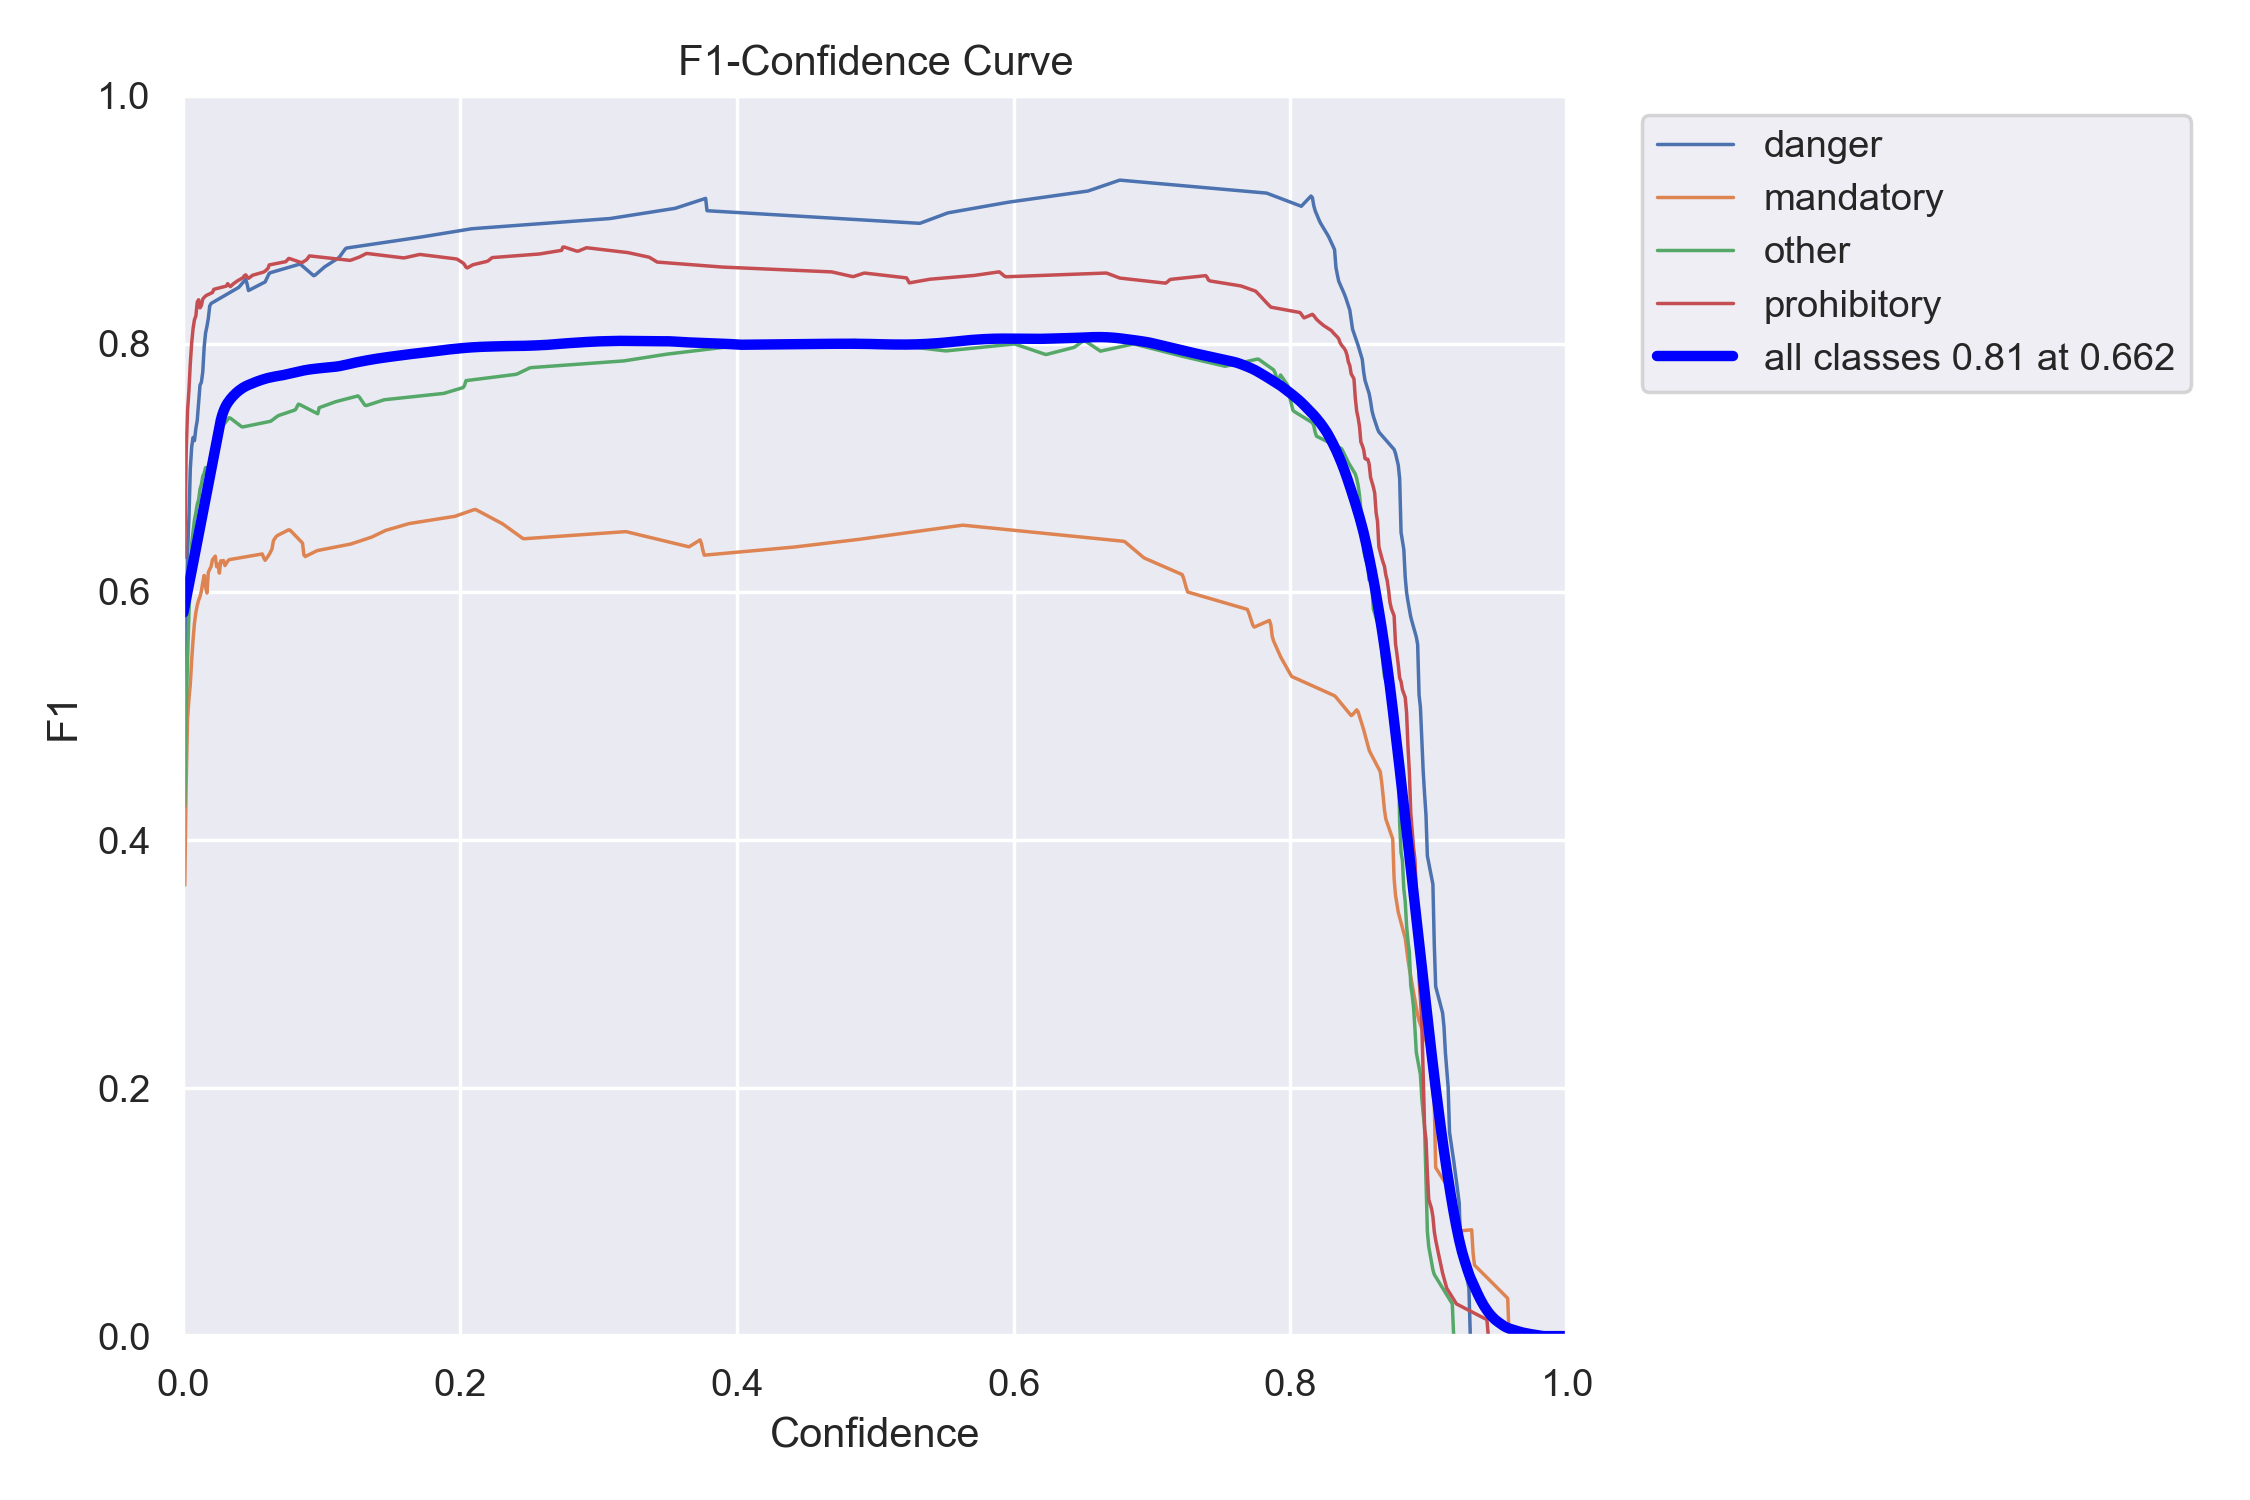 F1-Confidence Curve
1.0
0.8
0.6
0.4
0.2
0.0
F1
0.0 0.2 0.4 0.6 0.8 1.0
Confidence
danger
mandatory
other
prohibitory
all classes 0.81 at 0.662